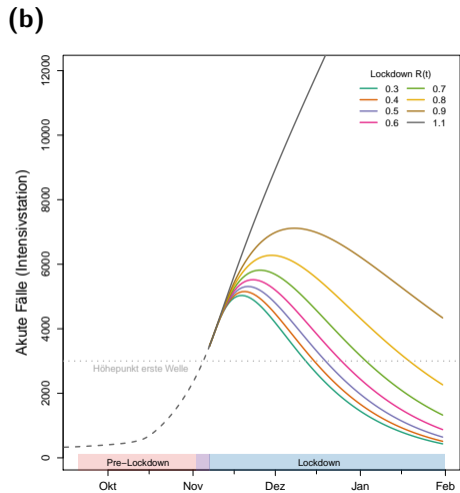 (b)
Akute Fälle (Intensivstation)
12000
10000
8000
6000
4000
2000
0
Lockdown R(t)
0.3 0.7
0.4 0.8
0.5 0.9
0.6 1.1
Höhepunkt erste Welle
Pre−Lockdown Lockdown
Okt Nov Dez Jan Feb